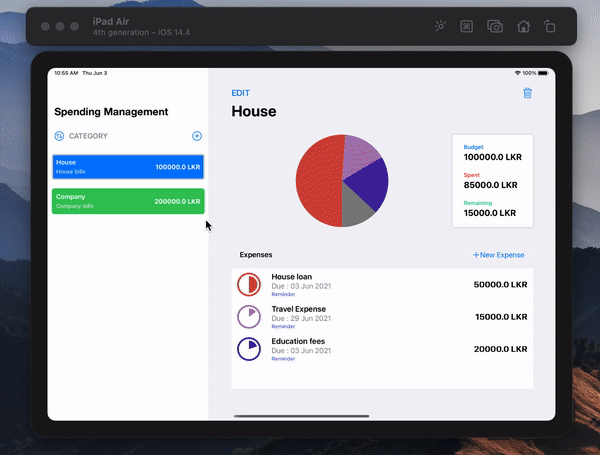 iPad Air
4th generation – iOS 14.4
10:55 AM Thu Jun 3
100%
Spending Management
CATEGORY
House
House bills
100000.0 LKR
Company
Company bills
200000.0 LKR
EDIT
House
Budget
100000.0 LKR
Spent
85000.0 LKR
Remaining
15000.0 LKR
Expenses
+New Expense
House loan
Due : 03 Jun 2021
Reminder
50000.0 LKR
Travel Expense
Due : 29 Jun 2021
Reminder
15000.0 LKR
Education fees
Due : 03 Jun 2021
Reminder
20000.0 LKR